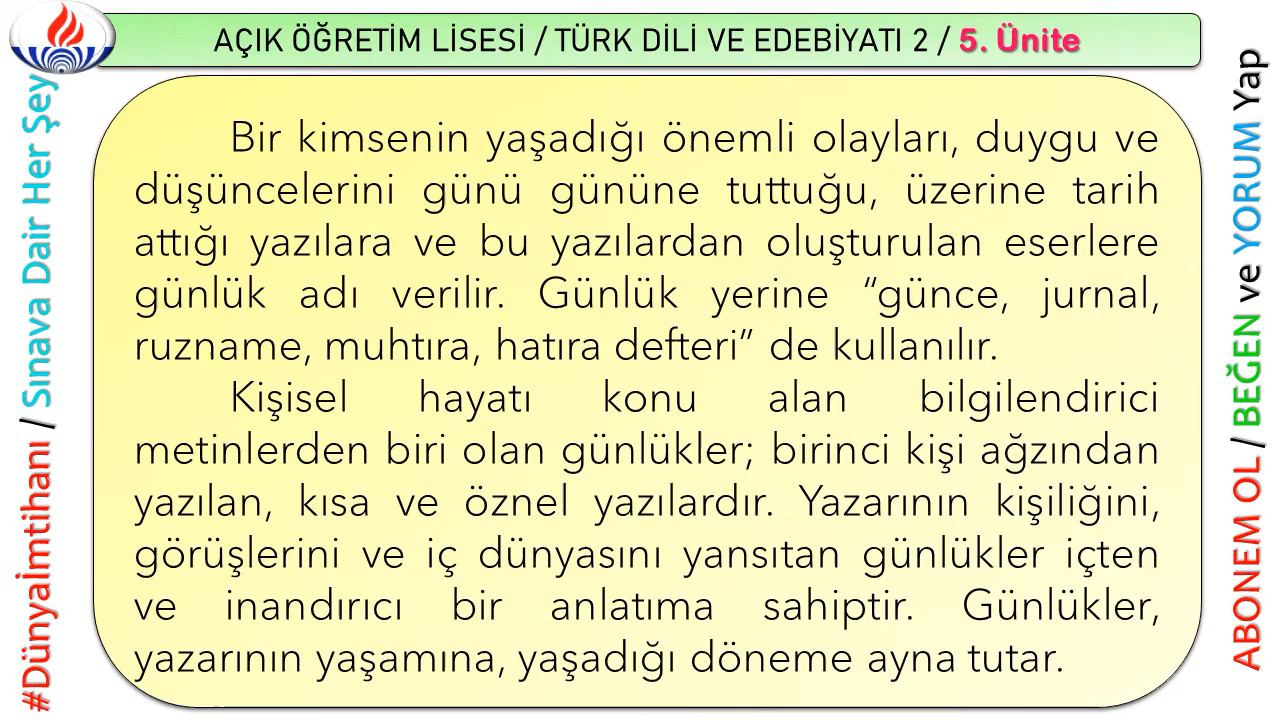 AÇIK ÖĞRETİM LİSESİ / TÜRK DİLİ VE EDEBİYATI 2 / 5. Ünite
#Dünyaİmtihanı / Sınava Dair Her Şey
Bir kimsenin yaşadığı önemli olayları, duygu ve
düşüncelerini günü gününe tuttuğu, üzerine tarih
attığı yazılara ve bu yazılardan oluşturulan eserlere
günlük adı verilir. Günlük yerine “günce, jurnal,
ruzname, muhtıra, hatıra defteri” de kullanılır.
Kişisel hayatı konu alan bilgilendirici
metinlerden biri olan günlükler; birinci kişi ağzından
yazılan, kısa ve öznel yazılardır. Yazarının kişiliğini,
görüşlerini ve iç dünyasını yansıtan günlükler içten
ve inandırıcı bir anlatıma sahiptir. Günlükler,
yazarının yaşamına, yaşadığı döneme ayna tutar.
ABONEM OL / BEĞEN ve YORUM Yap